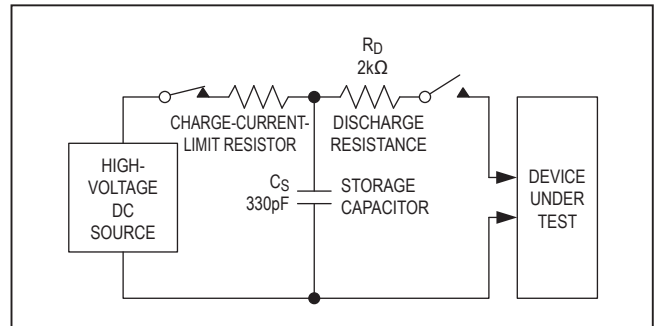 RD
2kΩ
CHARGE-CURRENT-
LIMIT RESISTOR
DISCHARGE
RESISTANCE
HIGH-
VOLTAGE
DC
SOURCE
CS
330pF
STORAGE
CAPACITOR
DEVICE
UNDER
TEST